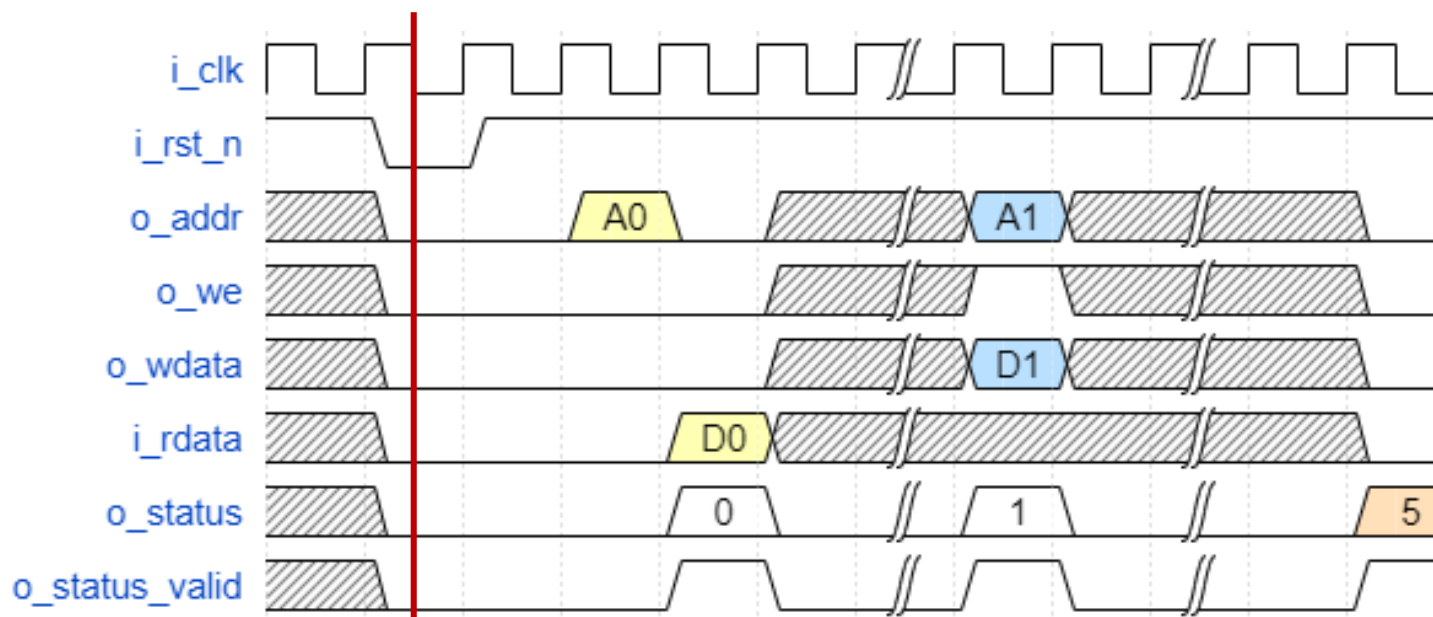 i_clk
i_rst_n
o_addr A0 A1
o_we
o_wdata D1
i_rdata D0
o_status 0 1 5
o_status_valid